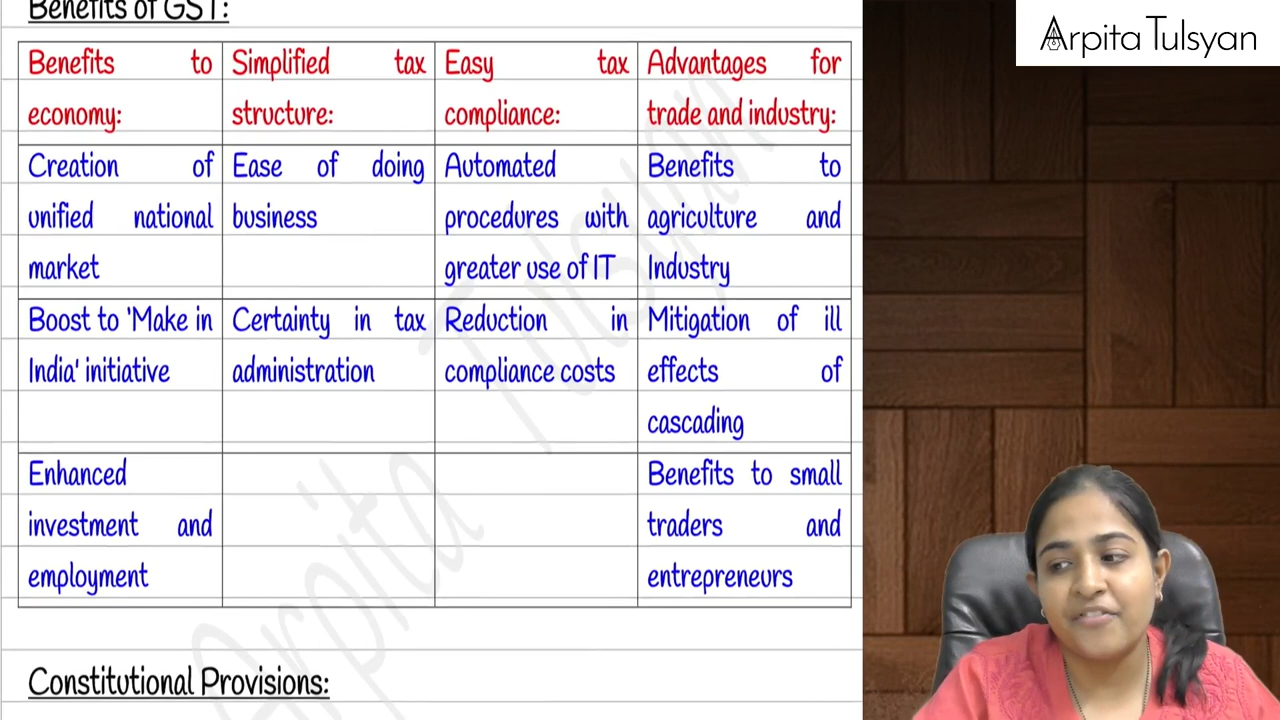 Benefits of GST:
Arpita Tulsyan
Benefits to
economy:
Simplified tax
structure:
Easy tax
compliance:
Advantages for
trade and industry:
Creation of
unified national
market
Ease of doing
business
Automated
procedures with
greater use of IT
Benefits to
agriculture and
Industry
Boost to 'Make in
India' initiative
Certainty in tax
administration
Reduction in
compliance costs
Mitigation of ill
effects of
cascading
Enhanced
investment and
employment
Benefits to small
traders and
entrepreneurs
Arpita Tulsyan
Constitutional Provisions: